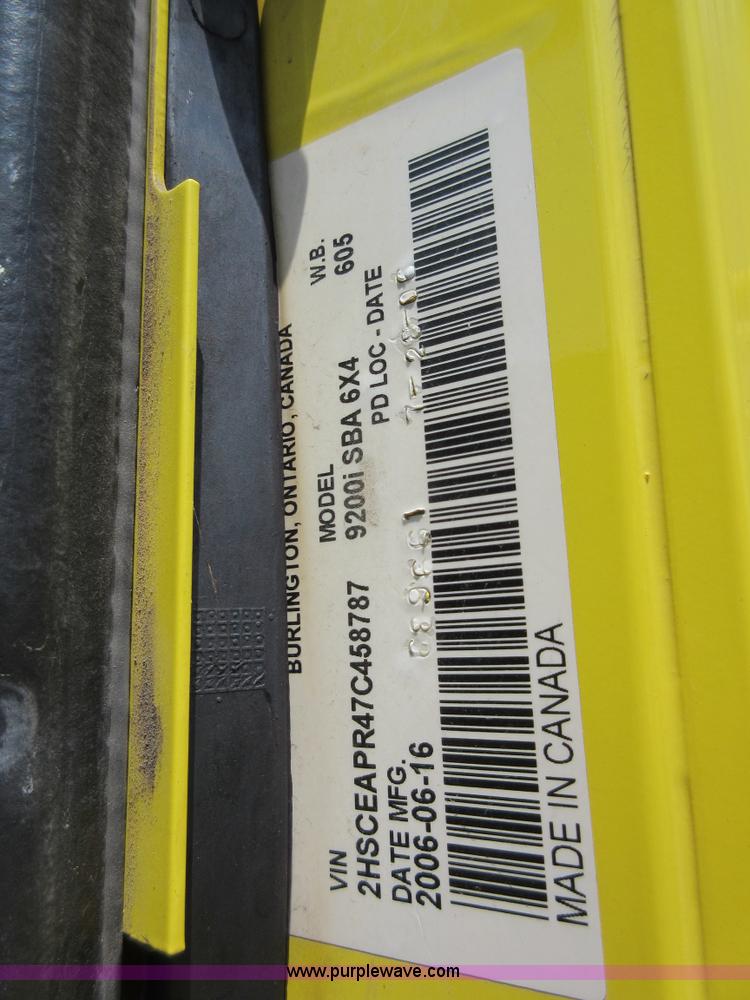 BURLINGTON, ONTARIO, CANADA
VIN MODEL W.B.
2HSCEAPR47C458787 9200i SBA 6X4 605
DATE MFG. PD LOC - DATE
2006-06-16
MADE IN CANADA
www.purplewave.com